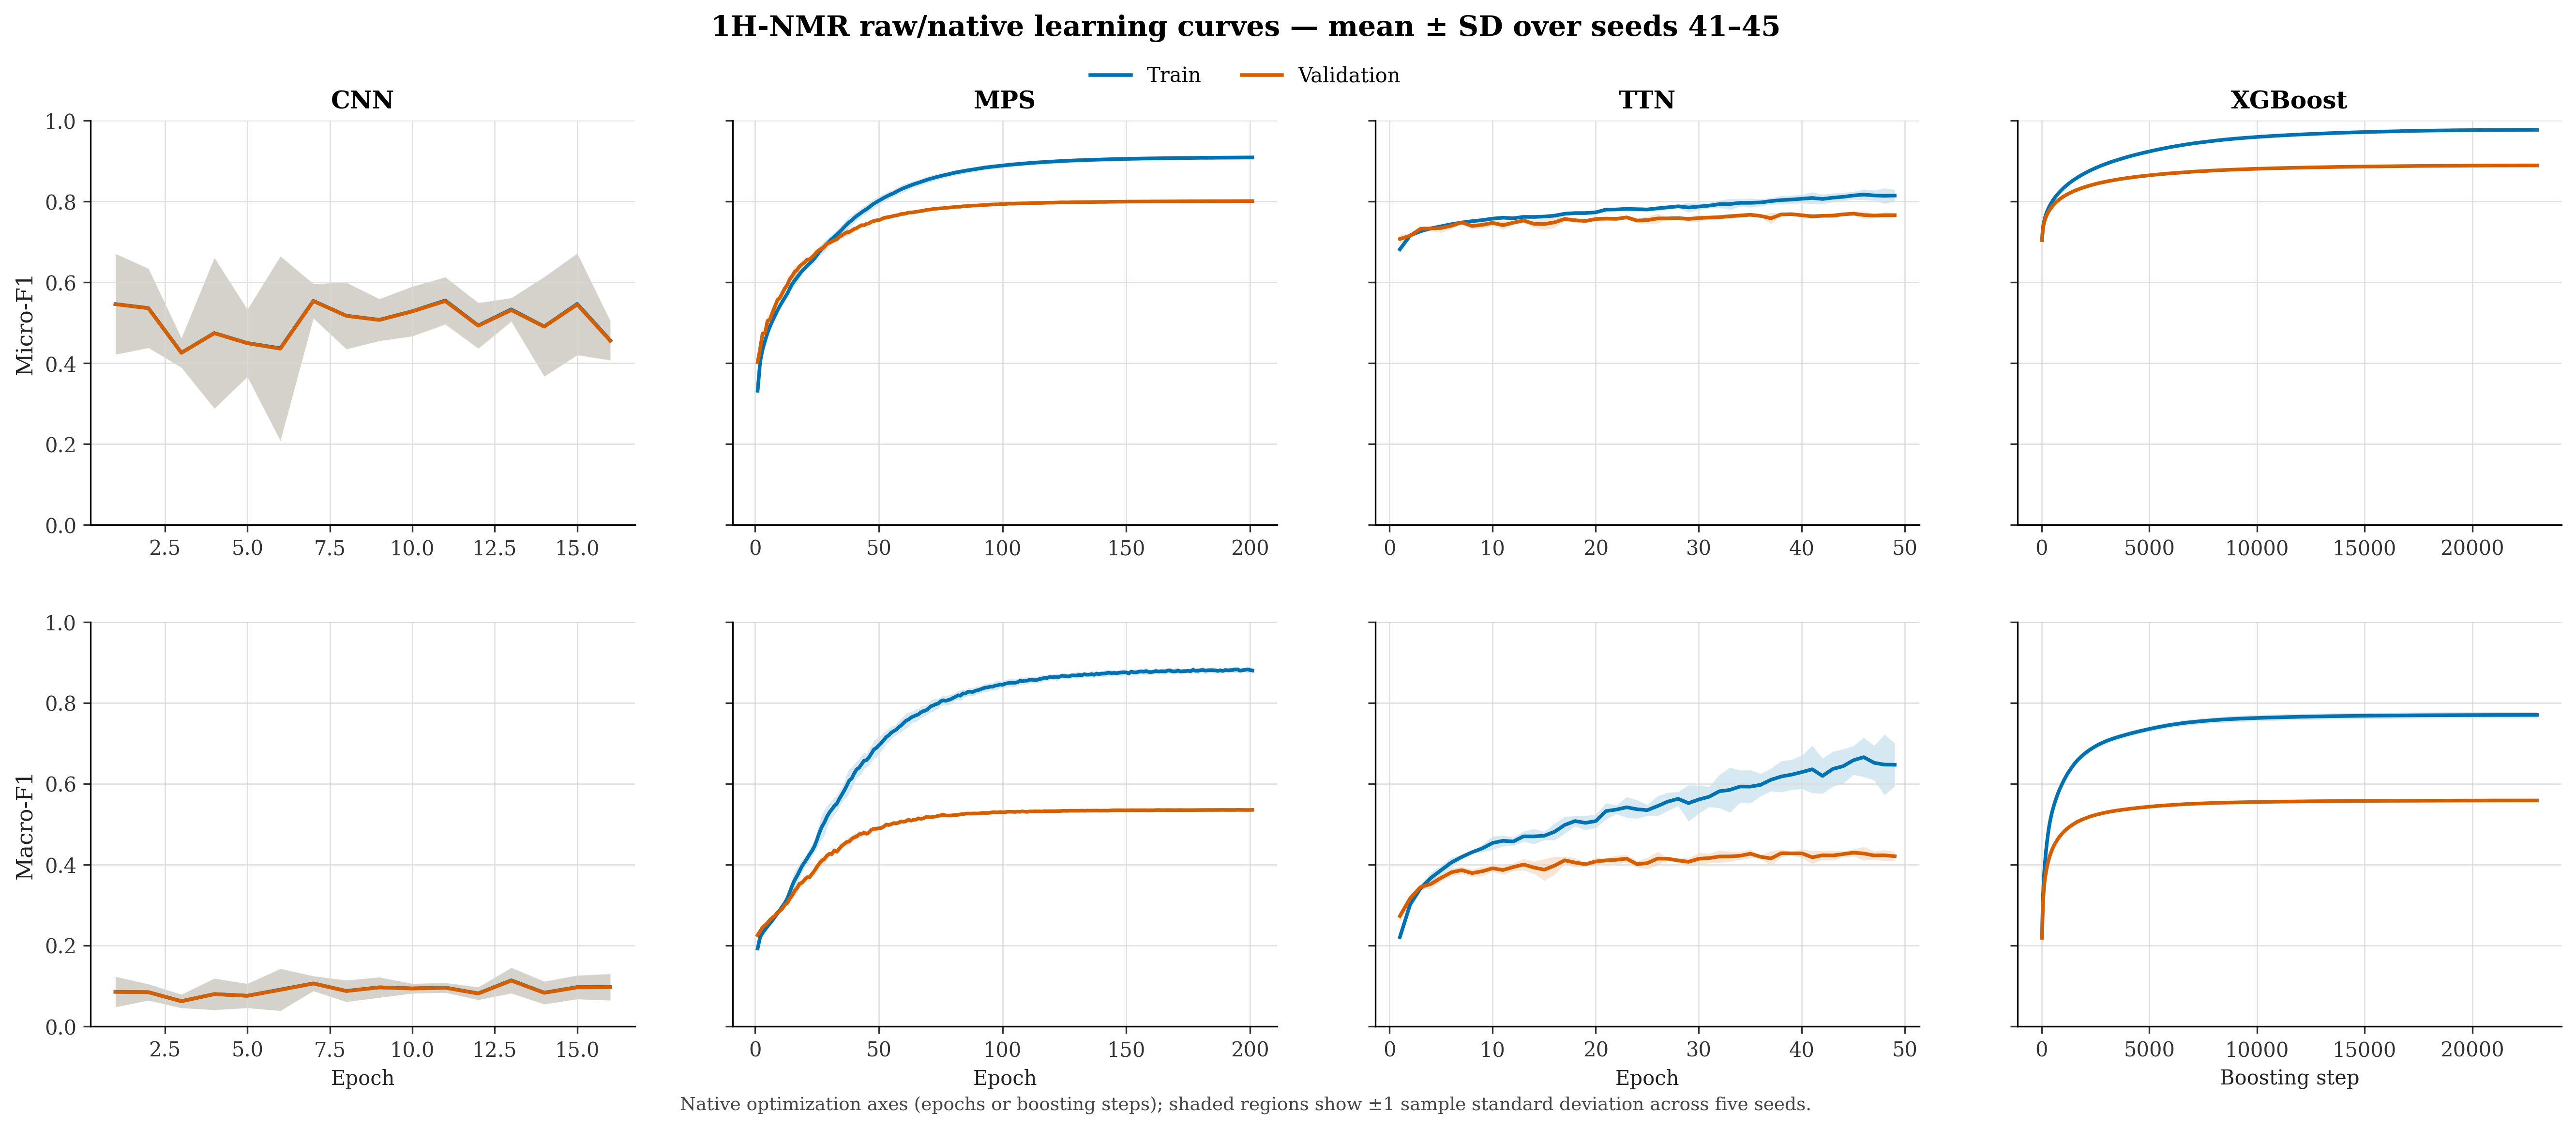 1H-NMR raw/native learning curves — mean ± SD over seeds 41–45
Train Validation
CNN MPS TTN XGBoost
Micro-F1
1.0
0.8
0.6
0.4
0.2
0.0
2.5 5.0 7.5 10.0 12.5 15.0
0 50 100 150 200
0 10 20 30 40 50
0 5000 10000 15000 20000
Macro-F1
1.0
0.8
0.6
0.4
0.2
0.0
2.5 5.0 7.5 10.0 12.5 15.0
0 50 100 150 200
0 10 20 30 40 50
0 5000 10000 15000 20000
Epoch Epoch Epoch Boosting step
Native optimization axes (epochs or boosting steps); shaded regions show ±1 sample standard deviation across five seeds.